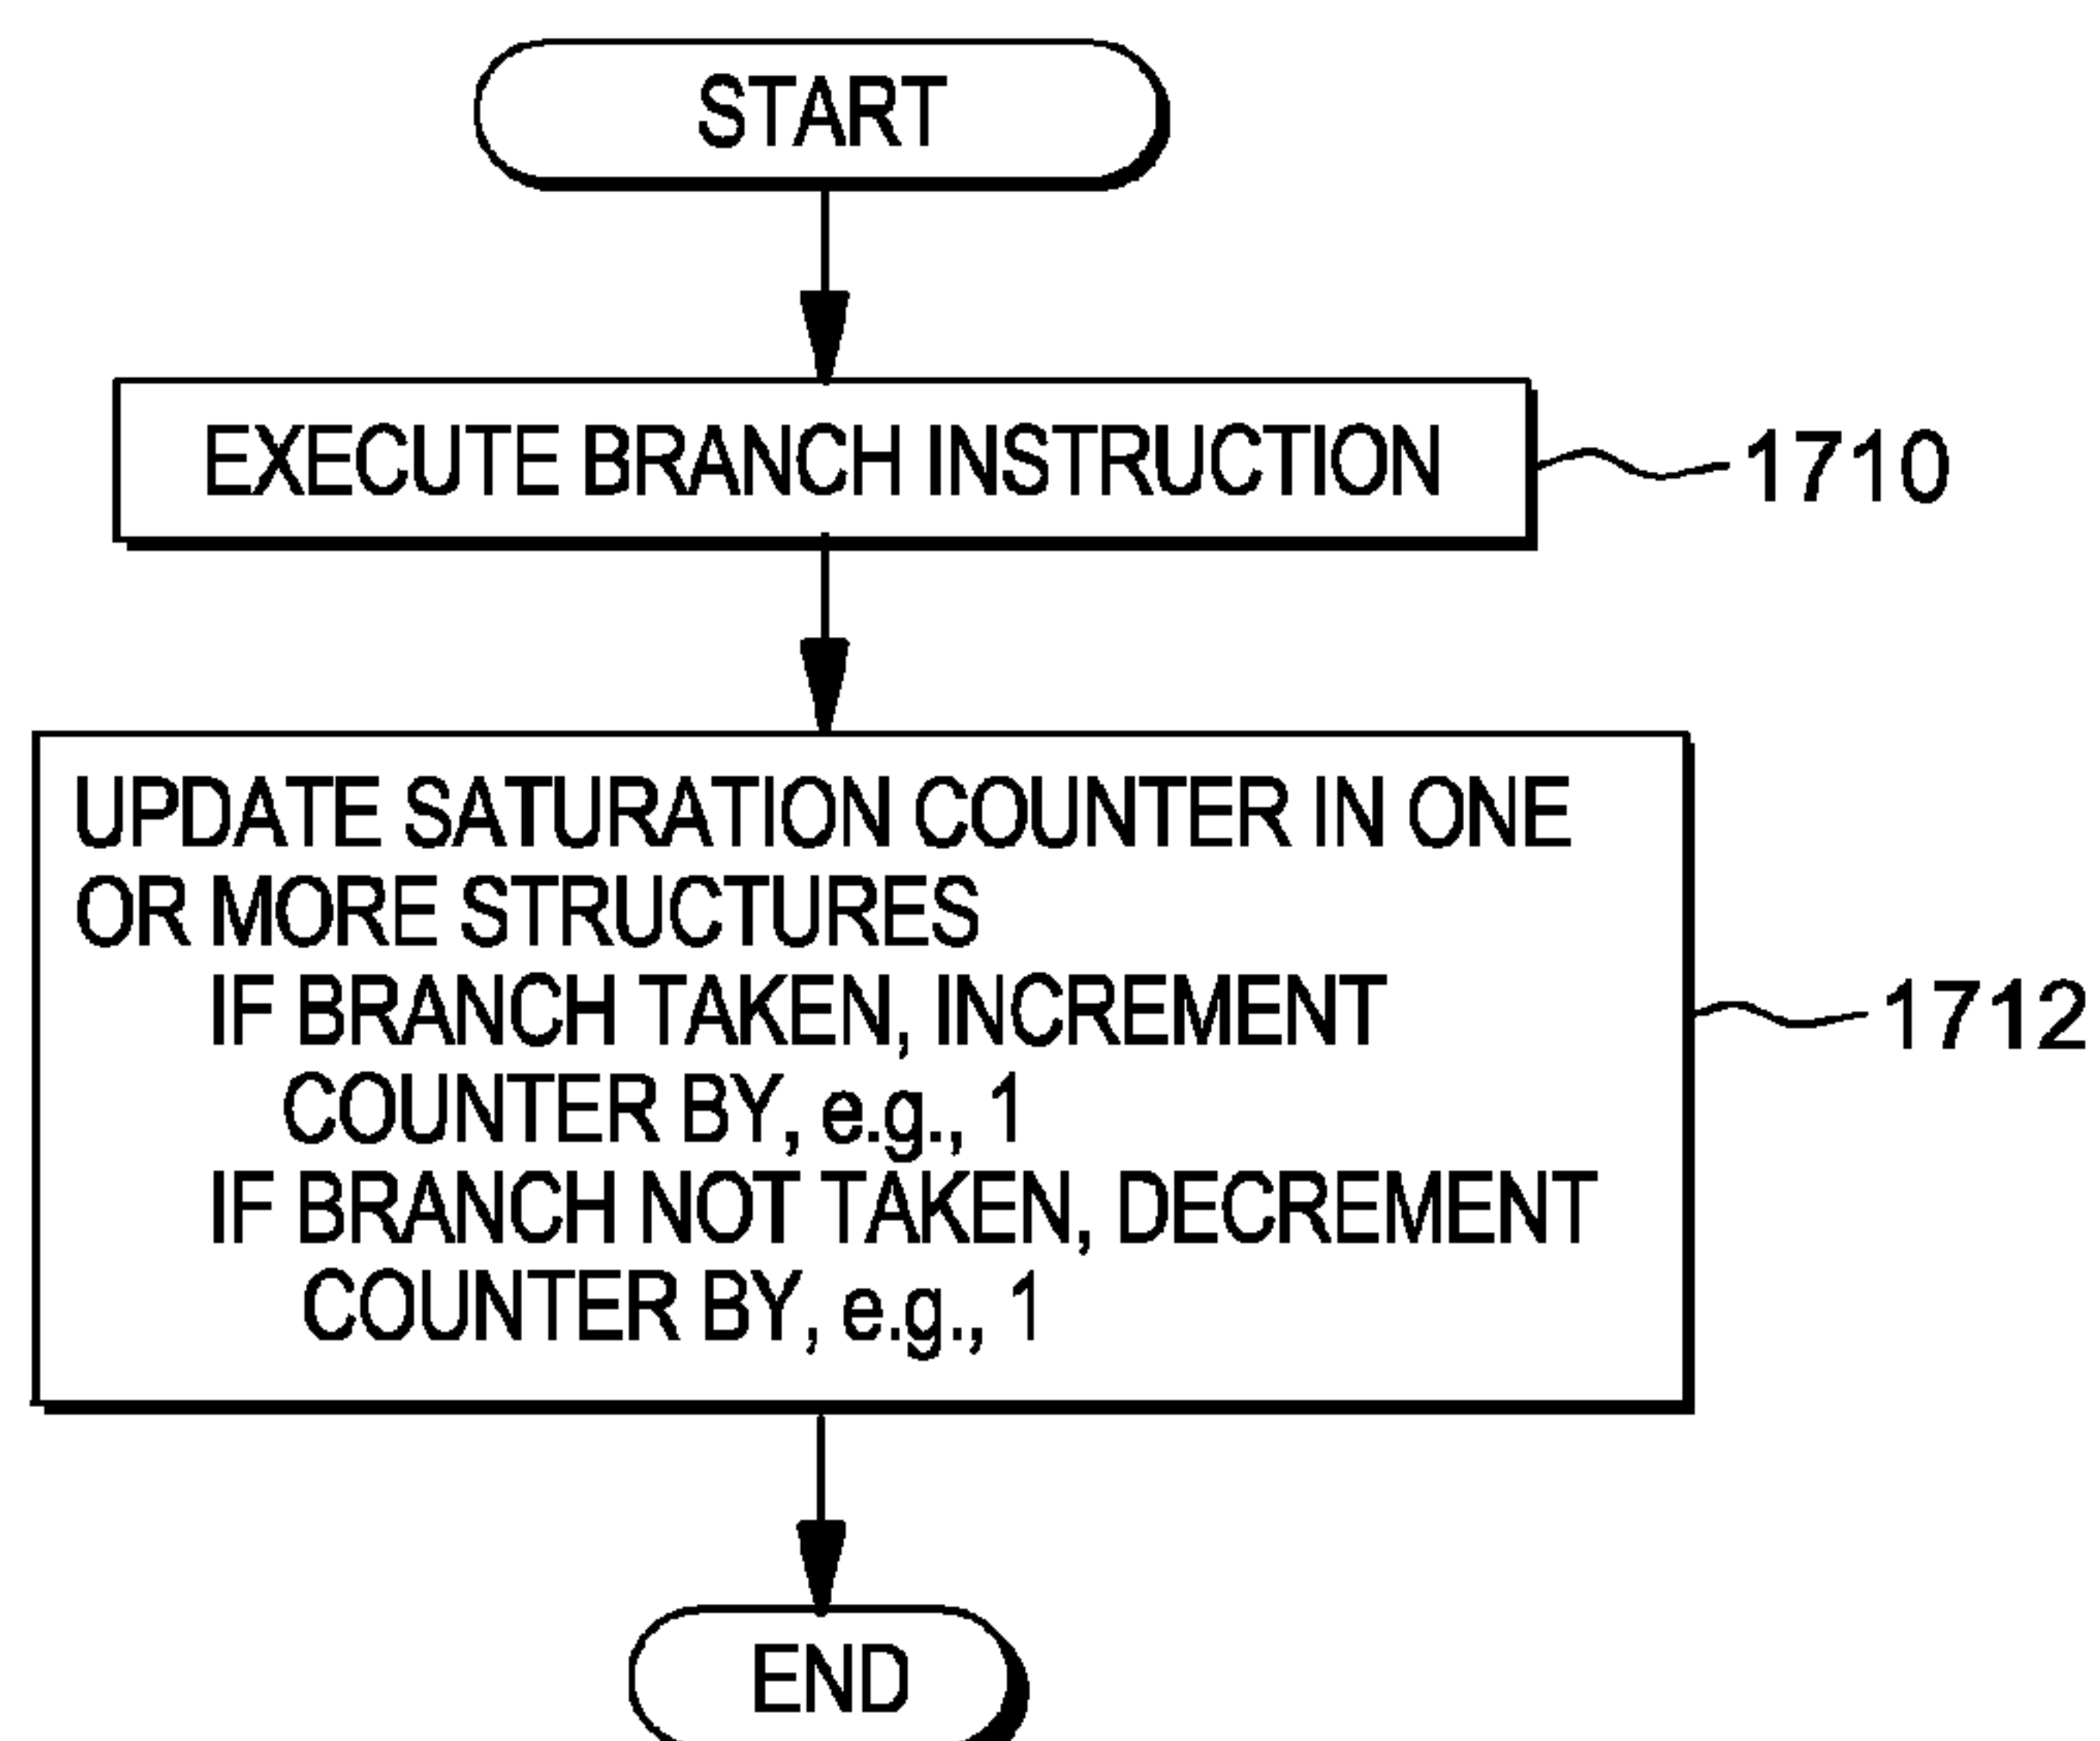 START
EXECUTE BRANCH INSTRUCTION
1710
UPDATE SATURATION COUNTER IN ONE
OR MORE STRUCTURES
IF BRANCH TAKEN, INCREMENT
COUNTER BY, e.g., 1
IF BRANCH NOT TAKEN, DECREMENT
COUNTER BY, e.g., 1
1712
END